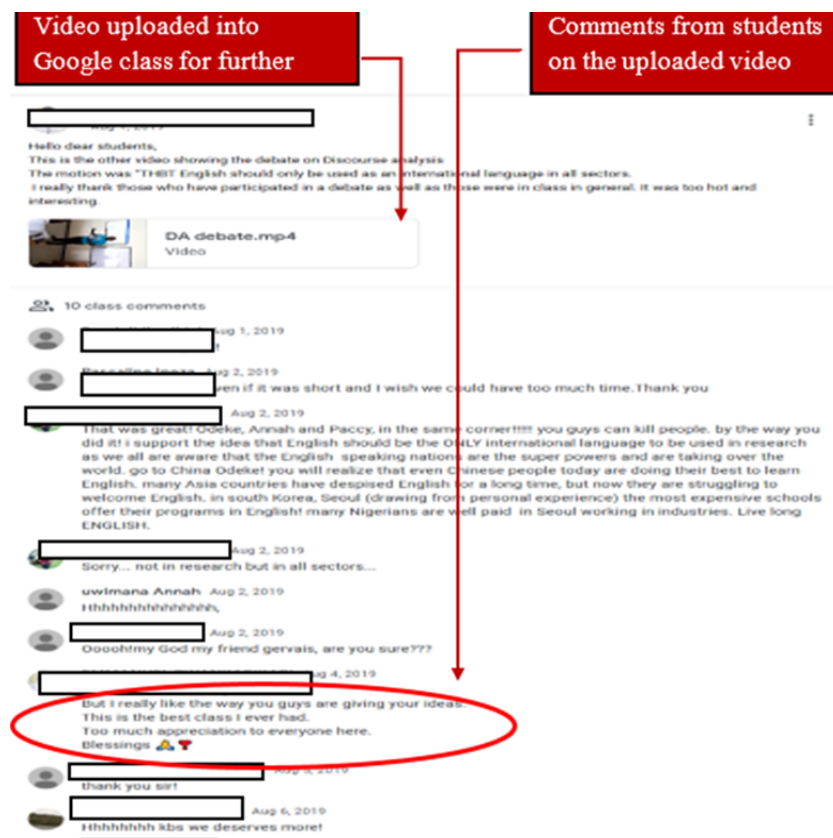 Video uploaded into
Google class for further
Comments from students
on the uploaded video
Aug 1, 2019
Hello dear students,
This is the other video showing the debate on Discourse analysis
The motion was "THBT English should only be used as an international language in all sectors.
I really thank those who have participated in a debate as well as those were in class in general. It was too hot and
interesting.
DA debate.mp4
Video
10 class comments
Aug 1, 2019
Aug 2, 2019
ven if it was short and I wish we could have too much time.Thank you
Aug 2, 2019
That was great! Odeke, Annah and Paccy, in the same corner!!!!! you guys can kill people. by the way you
did it! i support the idea that English should be the ONLY international language to be used in research
as we all are aware that the English speaking nations are the super powers and are taking over the
world. go to China Odeke! you will realize that even Chinese people today are doing their best to learn
English. many Asia countries have despised English for a long time, but now they are struggling to
welcome English. in south Korea, Seoul (drawing from personal experience) the most expensive schools
offer their programs in English! many Nigerians are well paid in Seoul working in industries. Live long
ENGLISH.
Aug 2, 2019
Sorry... not in research but in all sectors...
uwimana Annah Aug 2, 2019
Hhhhhhhhhhhhhhh,
Aug 2, 2019
Ooooh!my God my friend gervais, are you sure???
Aug 4, 2019
But I really like the way you guys are giving your ideas.
This is the best class I ever had.
Too much appreciation to everyone here.
Blessings 🙏🌹
2019
thank you sir!
Aug 6, 2019
Hhhhhhhh kbs we deserves more!